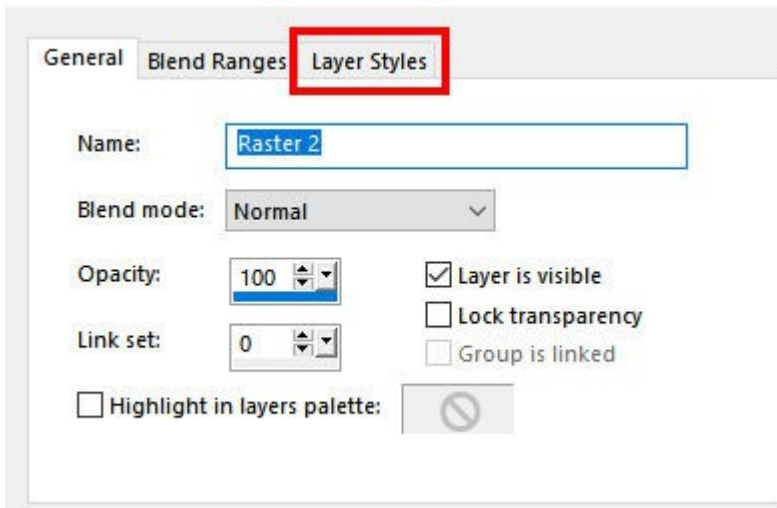 General Blend Ranges Layer Styles
Name: Raster 2
Blend mode: Normal
Opacity: 100 Layer is visible
Lock transparency
Link set: 0
Group is linked
Highlight in layers palette: